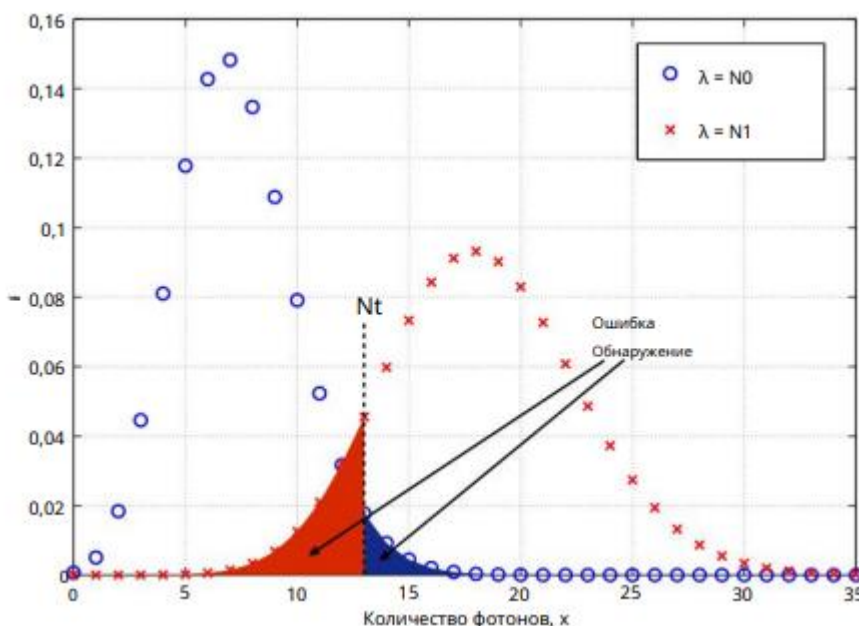 0,16
0,14
0,12
0,1
0,08
0,06
0,04
0,02
0
λ = N0
λ = N1
Nt
Ошибка
Обнаружение
0 5 10 15 20 25 30 35
Количество фотонов, x